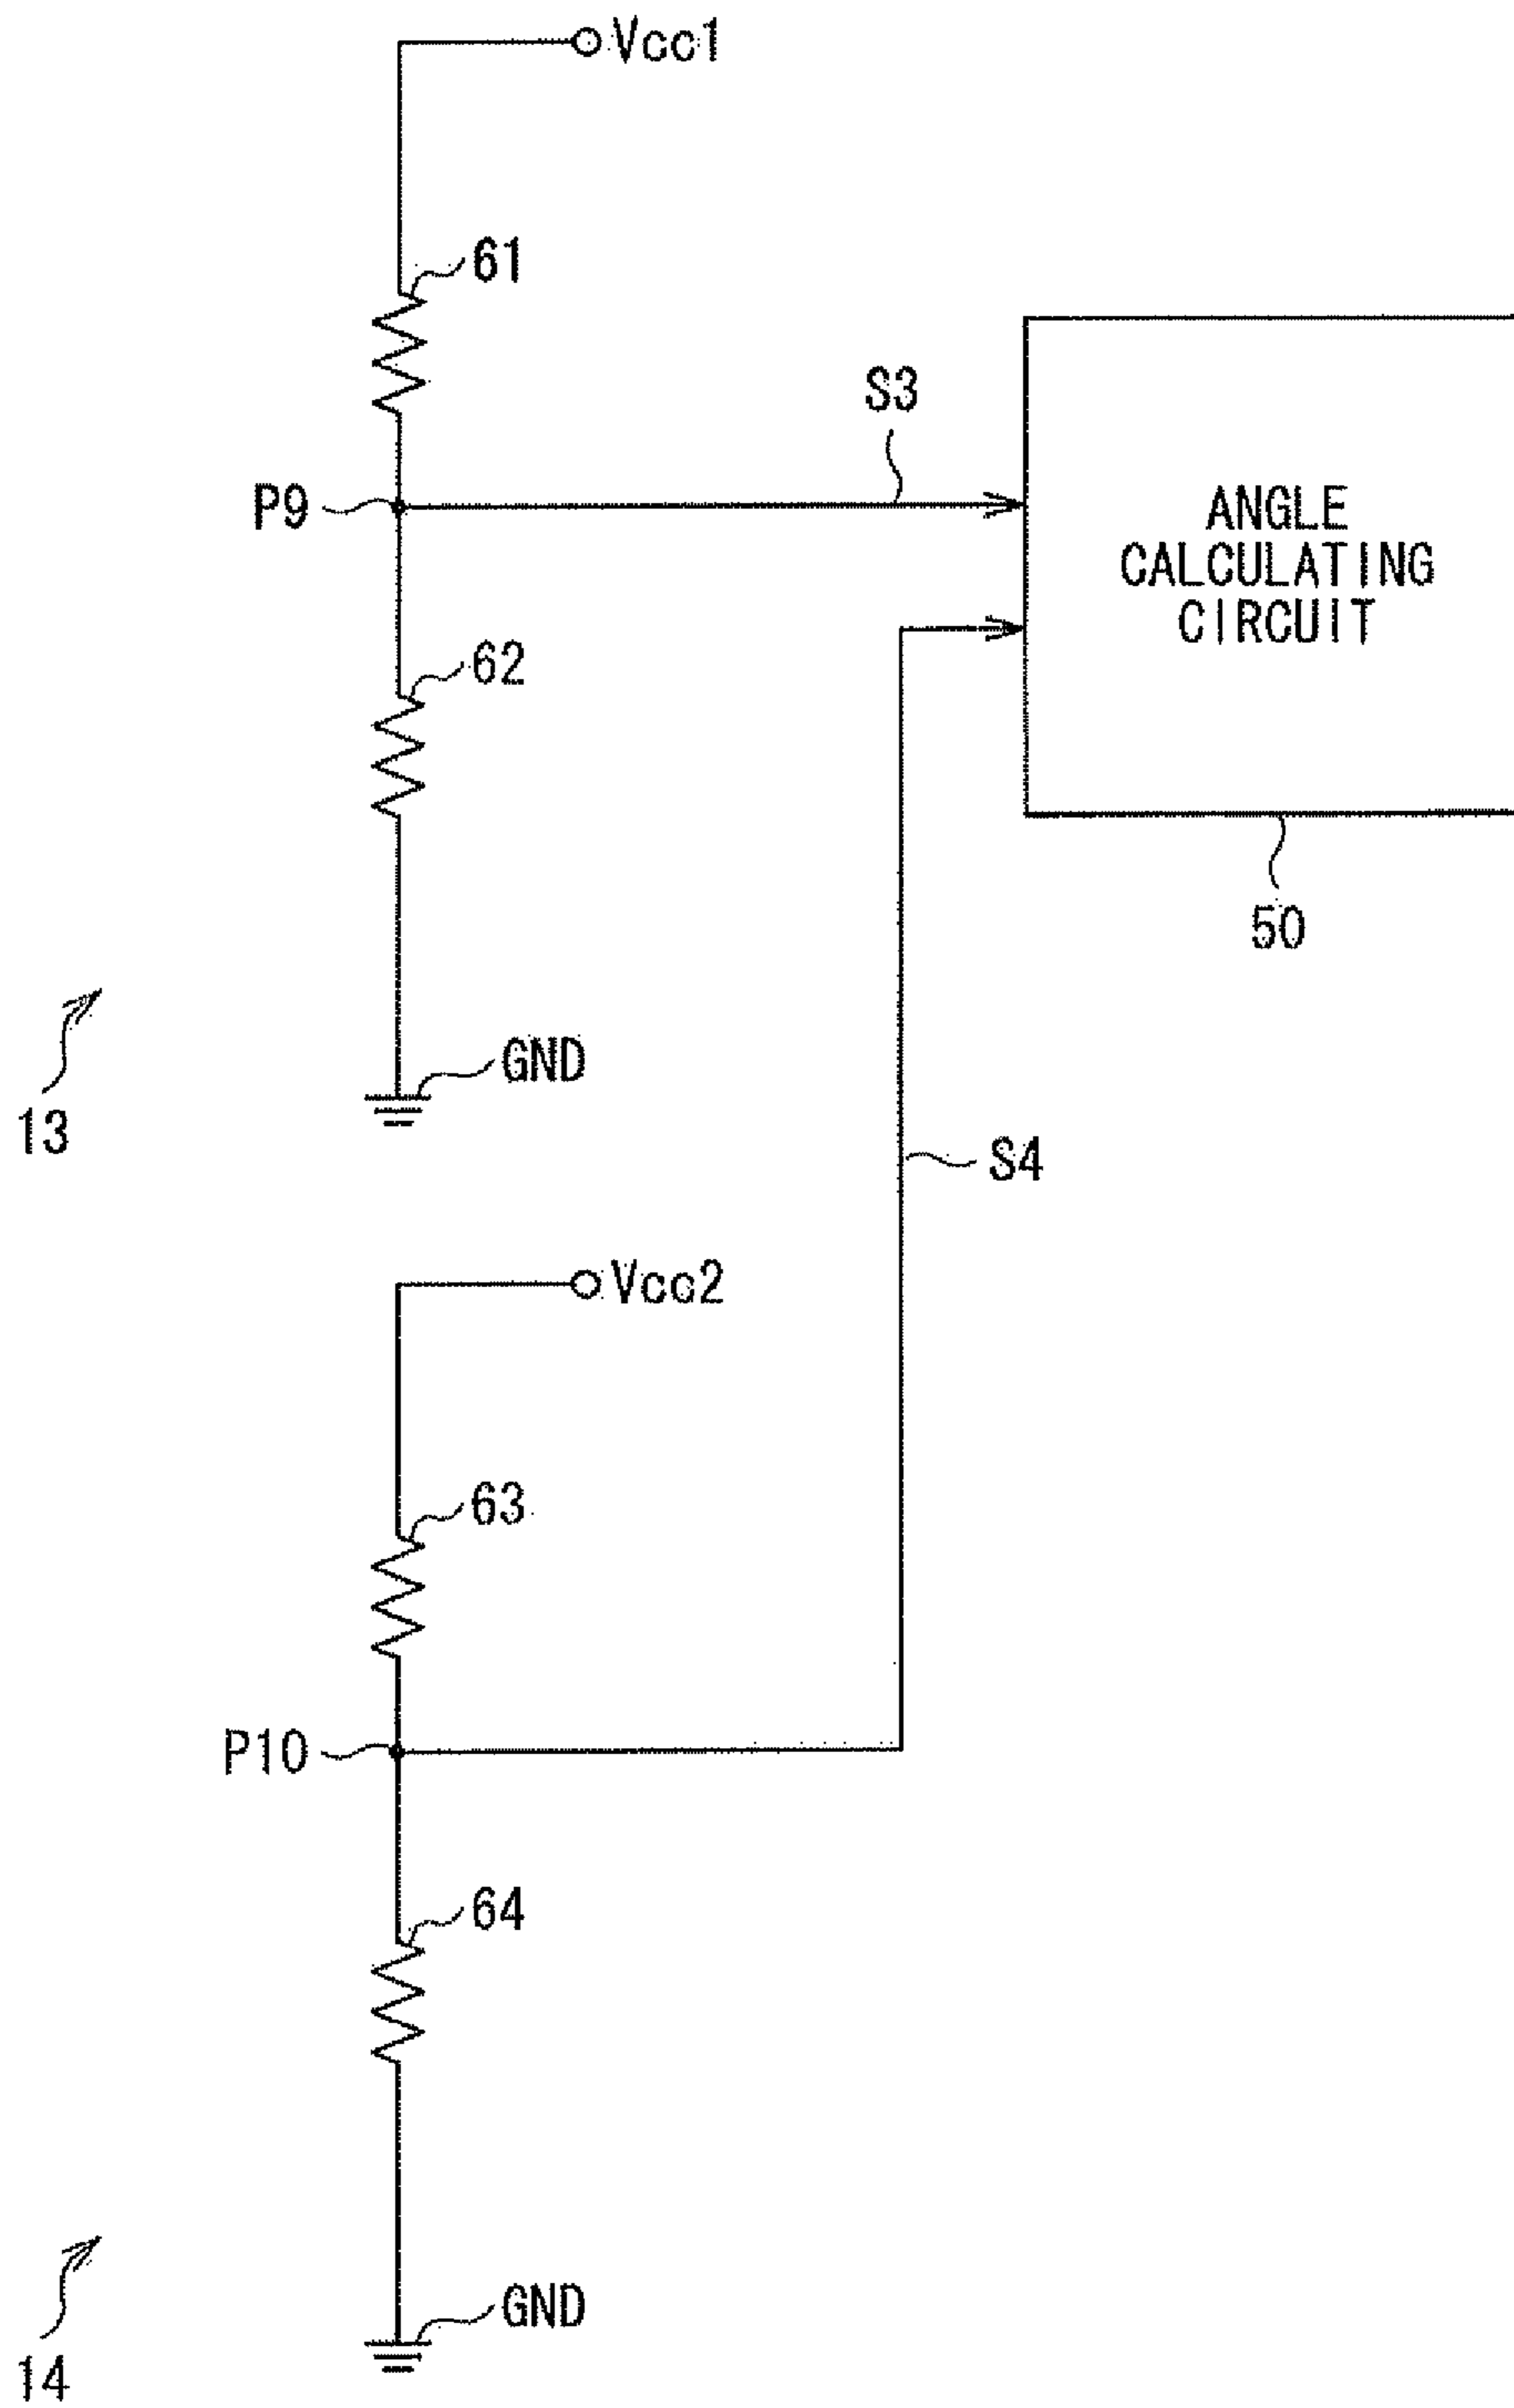 Vcc1
61
S3
P9
ANGLE
CALCULATING
CIRCUIT
62
50
GND
13
S4
Vcc2
63
P10
64
GND
14